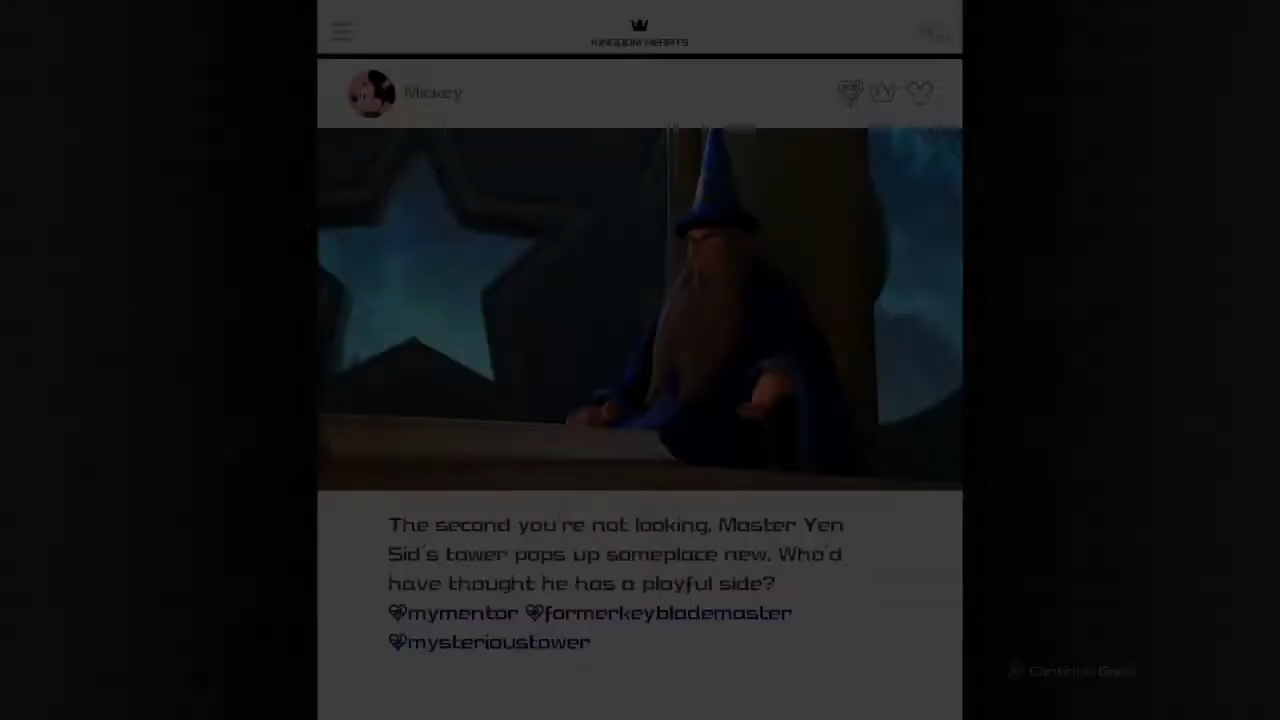 KINGDOM HEARTS
Mickey
The second you're not looking, Master Yen
Sid's tower pops up someplace new. Who'd
have thought he has a playful side?
mymentor formerkeyblademaster
mysterioustower